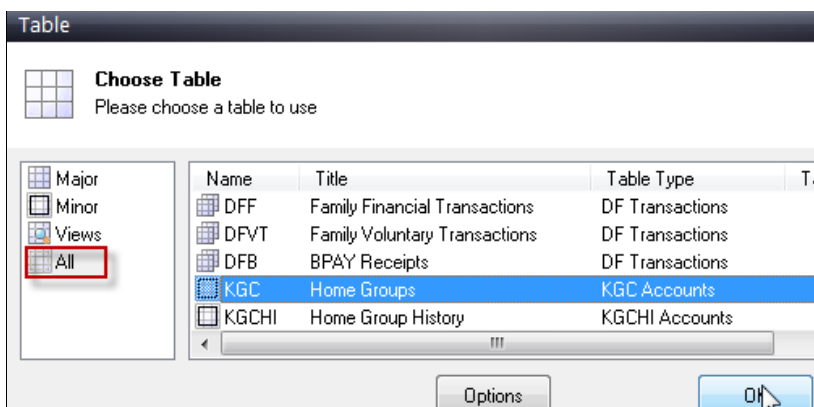 Table
Choose Table
Please choose a table to use
Major
Minor
Views
All
Name Title Table Type
DFF Family Financial Transactions DF Transactions
DFVT Family Voluntary Transactions DF Transactions
DFB BPAY Receipts DF Transactions
KGC Home Groups KGC Accounts
KGCHI Home Group History KGCHI Accounts
Options OK